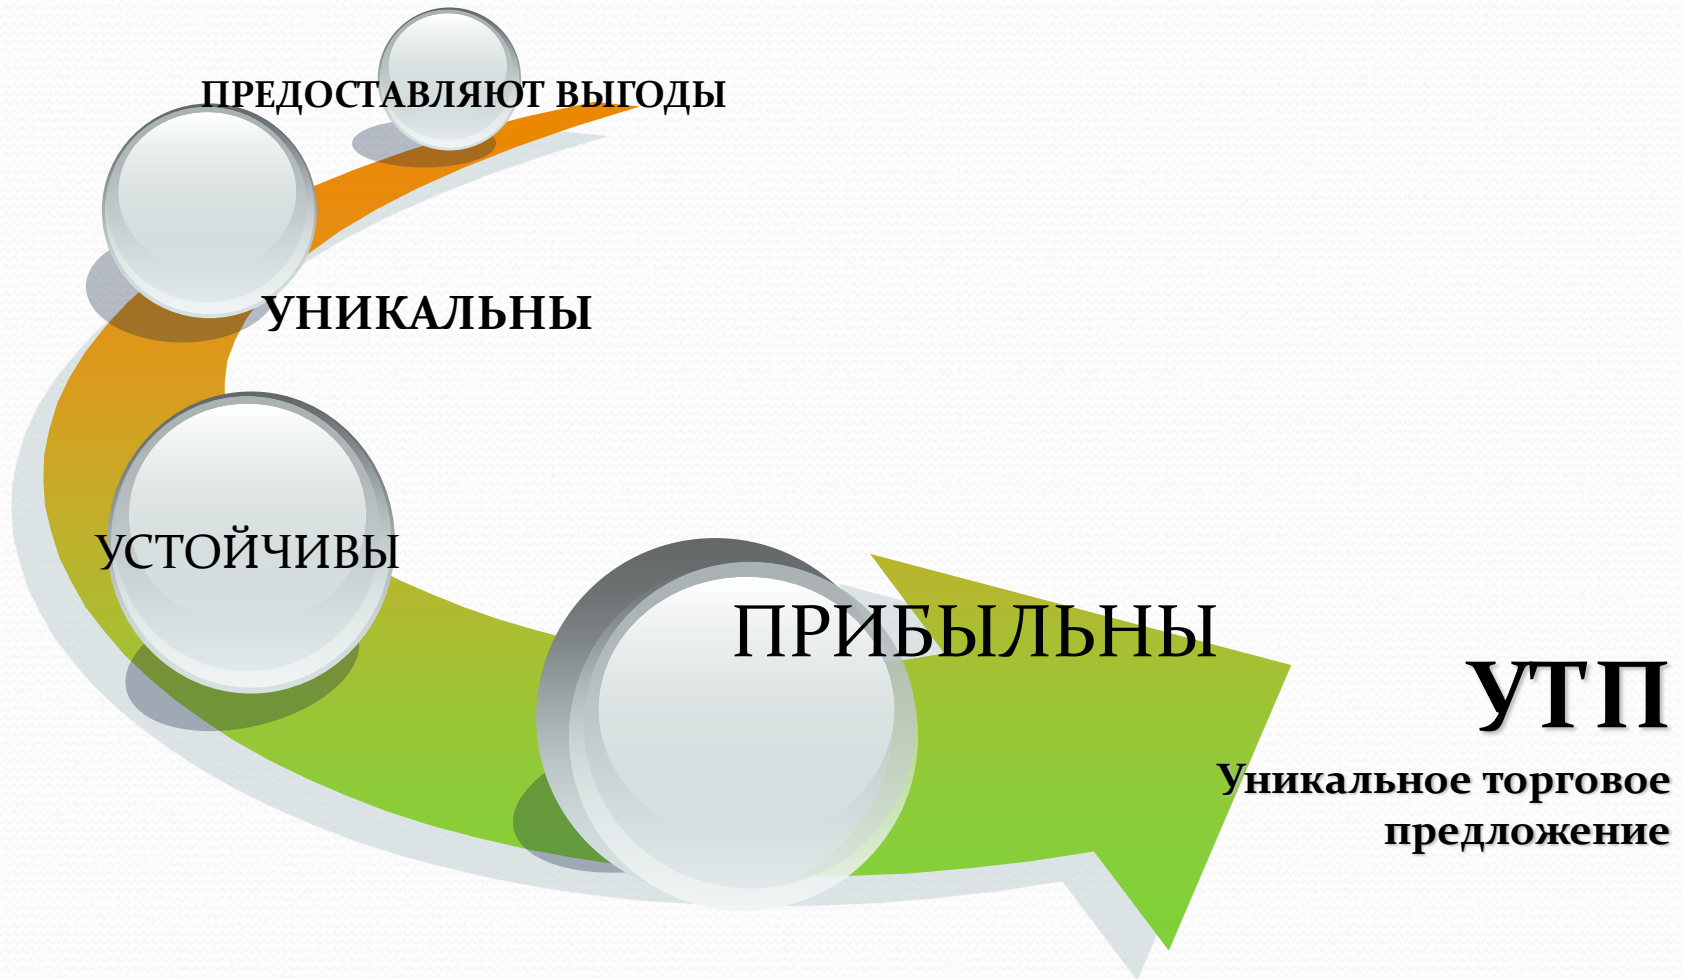 ПРЕДОСТАВЛЯЮТ ВЫГОДЫ
УНИКАЛЬНЫ
УСТОЙЧИВЫ
ПРИБЫЛЬНЫ
УТП
Уникальное торговое
предложение